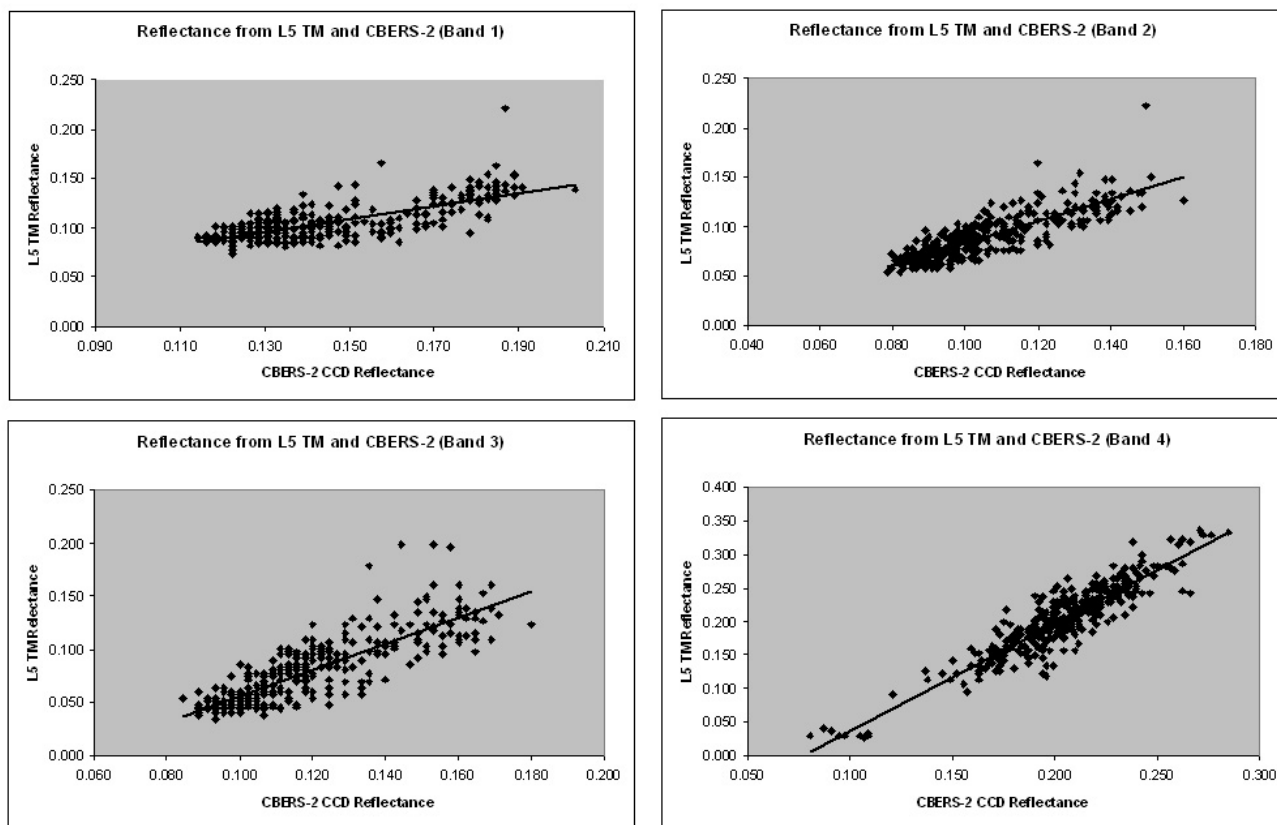 Reflectance from L5 TM and CBERS-2 (Band 1)
L5 TM Reflectance
0.250
0.200
0.150
0.100
0.050
0.000
0.090 0.110 0.130 0.150 0.170 0.190 0.210
CBERS-2 CCD Reflectance
Reflectance from L5 TM and CBERS-2 (Band 2)
L5 TM Reflectance
0.250
0.200
0.150
0.100
0.050
0.000
0.040 0.060 0.080 0.100 0.120 0.140 0.160 0.180
CBERS-2 CCD Reflectance
Reflectance from L5 TM and CBERS-2 (Band 3)
L5 TM Relectance
0.250
0.200
0.150
0.100
0.050
0.000
0.060 0.080 0.100 0.120 0.140 0.160 0.180 0.200
CBERS-2 CCD Reflectance
Reflectance from L5 TM and CBERS-2 (Band 4)
L5 TM Reflectance
0.400
0.350
0.300
0.250
0.200
0.150
0.100
0.050
0.000
0.050 0.100 0.150 0.200 0.250 0.300
CBERS-2 CCD Reflectance